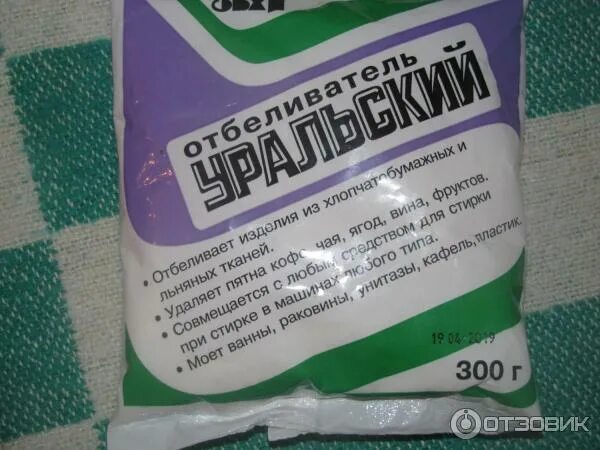 отбеливатель
УРАЛЬСКИЙ
• Отбеливает изделия из хлопчатобумажных и
льняных тканей.
• Удаляет пятна кофе, чая, ягод, вина, фруктов.
• Совмещается с любым средством для стирки
при стирке в машинах любого типа.
• Моет ванны, раковины, унитазы, кафель, пластик.
19 04 2019
300 г
ОТЗОВИК